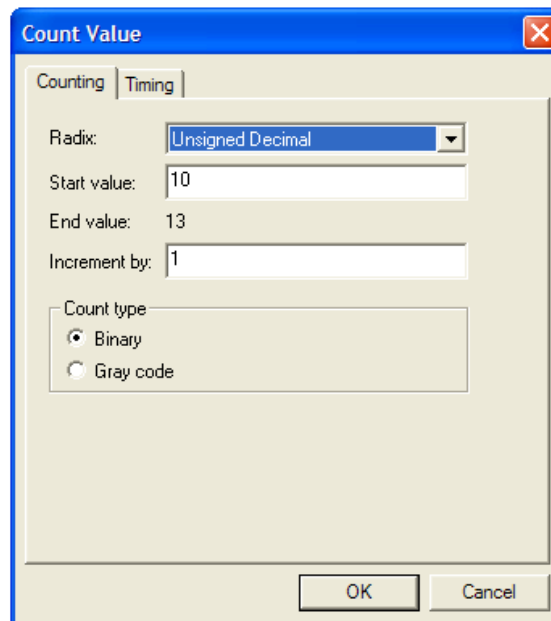 Count Value
Counting Timing
Radix: Unsigned Decimal
Start value: 10
End value: 13
Increment by: 1
Count type
Binary
Gray code
OK Cancel